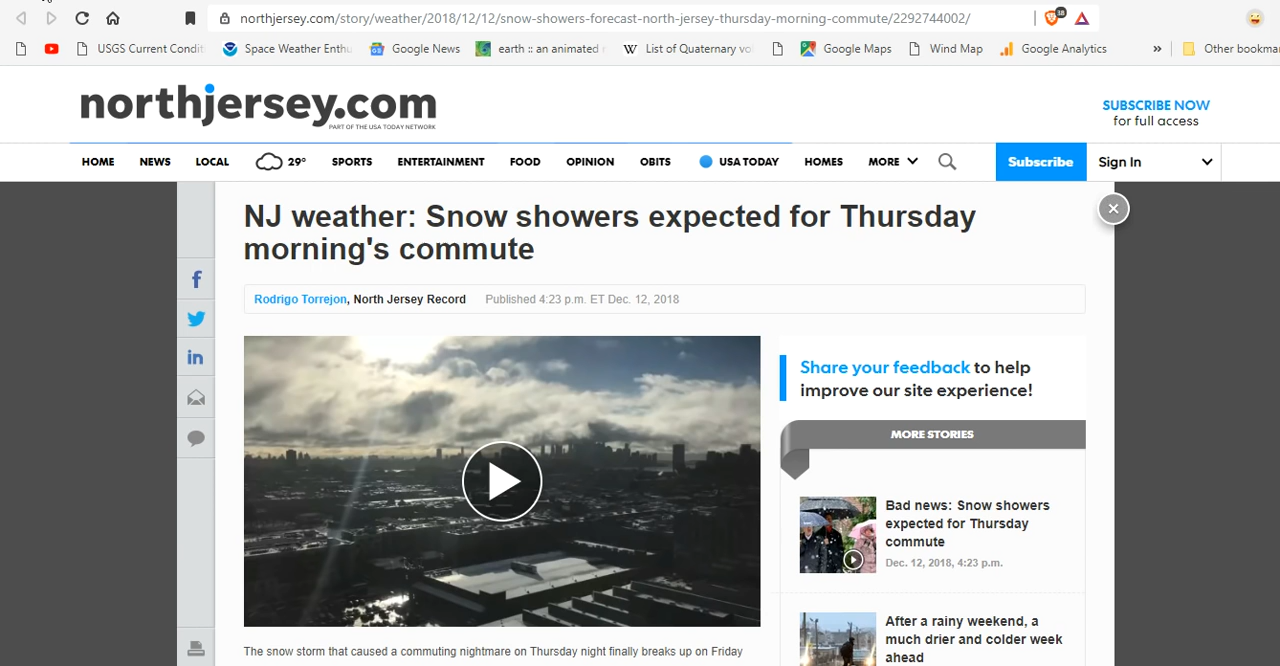 northjersey.com/story/weather/2018/12/12/snow-showers-forecast-north-jersey-thursday-morning-commute/2292744002/
38
USGS Current Condit
Space Weather Enthu
Google News
earth :: an animated
W List of Quaternary vo
Google Maps
Wind Map
Google Analytics
»
Other bookma
northjersey.com
PART OF THE USA TODAY NETWORK
SUBSCRIBE NOW
for full access
HOME NEWS LOCAL 29° SPORTS ENTERTAINMENT FOOD OPINION OBITS USA TODAY HOMES MORE Subscribe Sign In
NJ weather: Snow showers expected for Thursday
morning's commute
Rodrigo Torrejon, North Jersey Record Published 4:23 p.m. ET Dec. 12, 2018
f
in
Share your feedback to help
improve our site experience!
MORE STORIES
Bad news: Snow showers
expected for Thursday
commute
Dec. 12, 2018, 4:23 p.m.
After a rainy weekend, a
much drier and colder week
ahead
The snow storm that caused a commuting nightmare on Thursday night finally breaks up on Friday